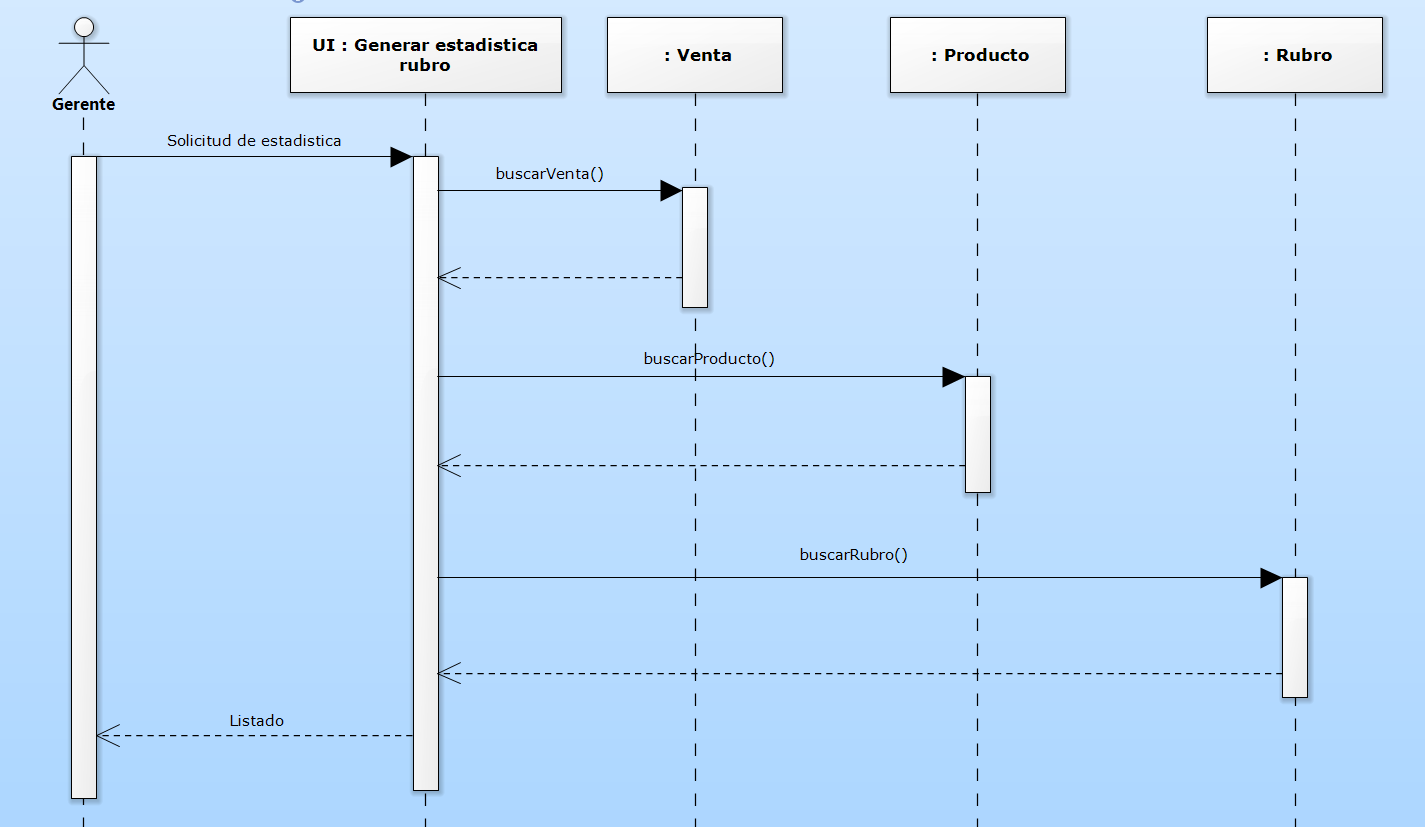 UI : Generar estadistica
rubro
: Venta
: Producto
: Rubro
Gerente
Solicitud de estadistica
buscarVenta()
buscarProducto()
buscarRubro()
Listado